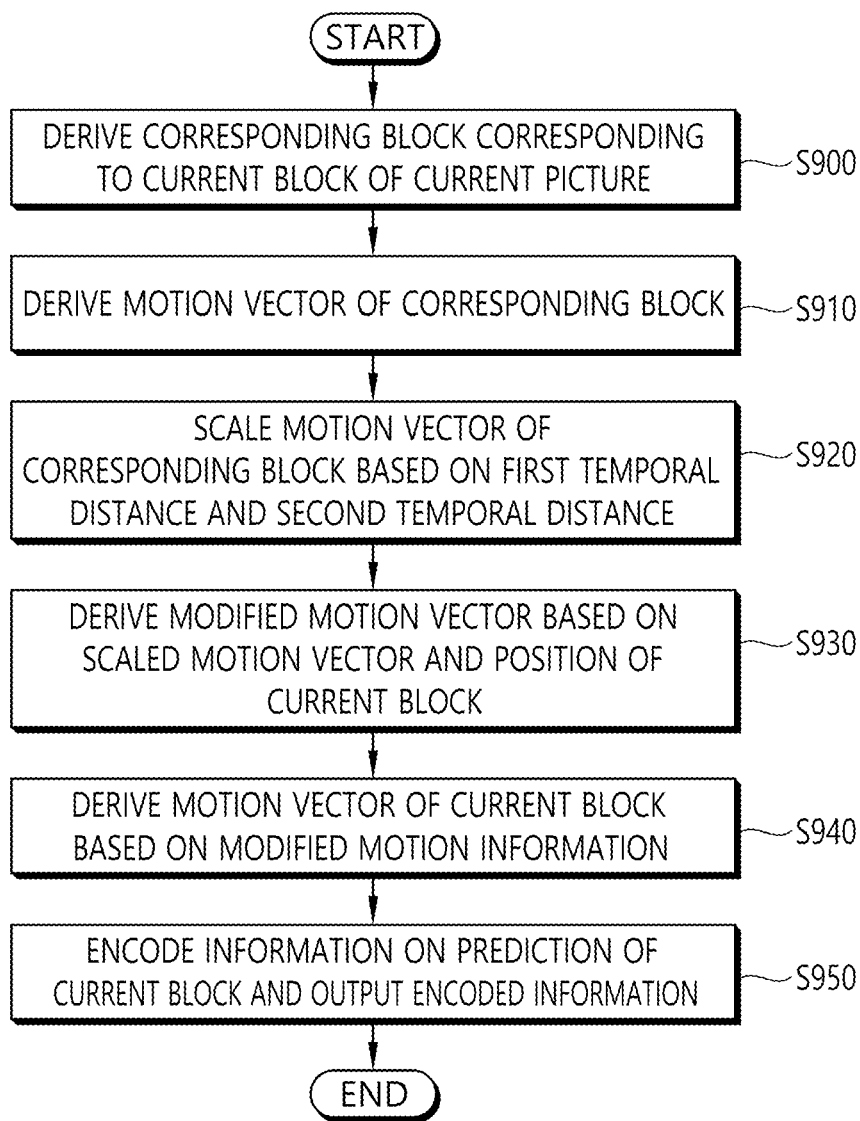 START
DERIVE CORRESPONDING BLOCK CORRESPONDING
TO CURRENT BLOCK OF CURRENT PICTURE
S900
DERIVE MOTION VECTOR OF CORRESPONDING BLOCK
S910
SCALE MOTION VECTOR OF
CORRESPONDING BLOCK BASED ON FIRST TEMPORAL
DISTANCE AND SECOND TEMPORAL DISTANCE
S920
DERIVE MODIFIED MOTION VECTOR BASED ON
SCALED MOTION VECTOR AND POSITION OF
CURRENT BLOCK
S930
DERIVE MOTION VECTOR OF CURRENT BLOCK
BASED ON MODIFIED MOTION INFORMATION
S940
ENCODE INFORMATION ON PREDICTION OF
CURRENT BLOCK AND OUTPUT ENCODED INFORMATION
S950
END